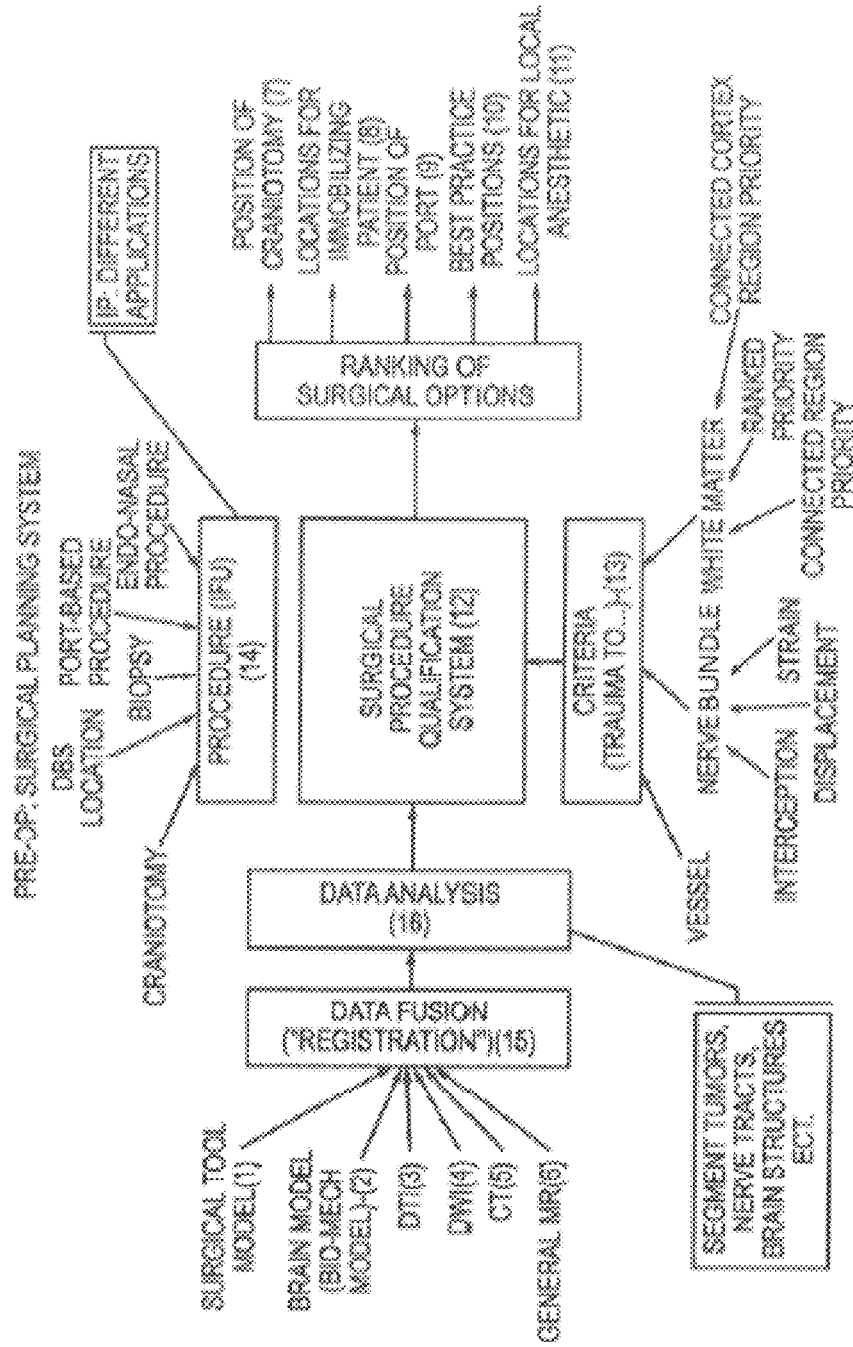 PRE-OP: SURGICAL PLANNING SYSTEM
CRANIOTOMY
DBS
LOCATION
BIOPSY
PORT-BASED
PROCEDURE
ENDO-NASAL
PROCEDURE
PROCEDURE (IFU)
(14)
IP: DIFFERENT
APPLICATIONS
SURGICAL TOOL
MODEL(1)
BRAIN MODEL
(BIO-MECH
MODEL)-(2)
DTI(3)
DWI(4)
CT(5)
GENERAL MR(6)
DATA FUSION
("REGISTRATION")(15)
DATA ANALYSIS
(16)
SURGICAL
PROCEDURE
QUALIFICATION
SYSTEM (12)
RANKING OF
SURGICAL OPTIONS
POSITION OF
CRANIOTOMY (7)
LOCATIONS FOR
IMMOBILIZING
PATIENT (8)
POSITION OF
PORT (9)
BEST PRACTICE
POSITIONS (10)
LOCATIONS FOR LOCAL
ANESTHETIC (11)
CRITERIA
(TRAUMA TO...)-(13)
VESSEL
NERVE BUNDLE
WHITE MATTER
INTERCEPTION
DISPLACEMENT
STRAIN
CONNECTED REGION
PRIORITY
RANKED
PRIORITY
CONNECTED CORTEX
REGION PRIORITY
SEGMENT TUMORS,
NERVE TRACTS,
BRAIN STRUCTURES
ECT.